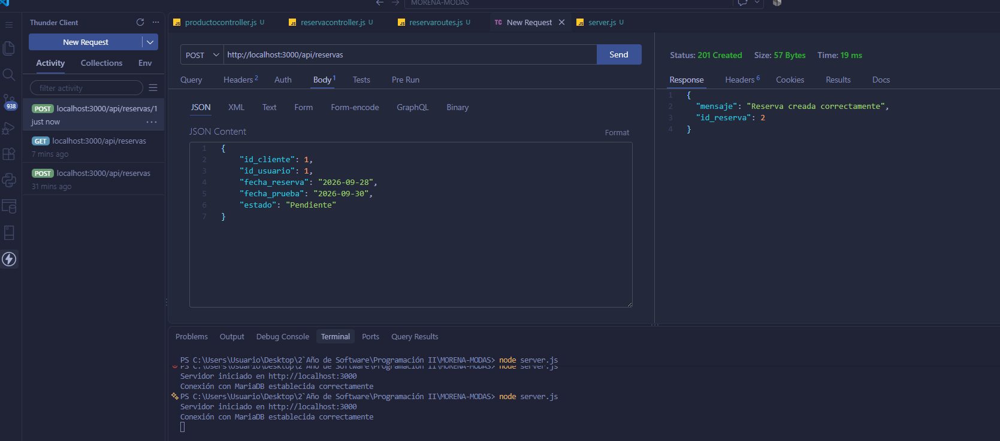 MORENA-MODAS
Thunder Client
New Request
Activity Collections Env
filter activity
POST localhost:3000/api/reservas/1
just now
GET localhost:3000/api/reservas
7 mins ago
POST localhost:3000/api/reservas
31 mins ago
938
JS productocontroller.js U
JS reservacontroller.js U
JS reservaroutes.js U
TC New Request
JS server.js U
POST http://localhost:3000/api/reservas Send
Query Headers 2 Auth Body 1 Tests Pre Run
JSON XML Text Form Form-encode GraphQL Binary
JSON Content Format
1 {
2 "id_cliente": 1,
3 "id_usuario": 1,
4 "fecha_reserva": "2026-09-28",
5 "fecha_prueba": "2026-09-30",
6 "estado": "Pendiente"
7 }
Status: 201 Created Size: 57 Bytes Time: 19 ms
Response Headers 6 Cookies Results Docs
1 {
2 "mensaje": "Reserva creada correctamente",
3 "id_reserva": 2
4 }
Problems Output Debug Console Terminal Ports Query Results
PS C:\Users\Usuario\Desktop\2`Año de Software\Programación II\MORENA-MODAS> node server.js
PS C:\Users\Usuario\Desktop\2`Año de Software\Programación II\MORENA-MODAS> node server.js
Servidor iniciado en http://localhost:3000
Conexión con MariaDB establecida correctamente
PS C:\Users\Usuario\Desktop\2`Año de Software\Programación II\MORENA-MODAS> node server.js
Servidor iniciado en http://localhost:3000
Conexión con MariaDB establecida correctamente